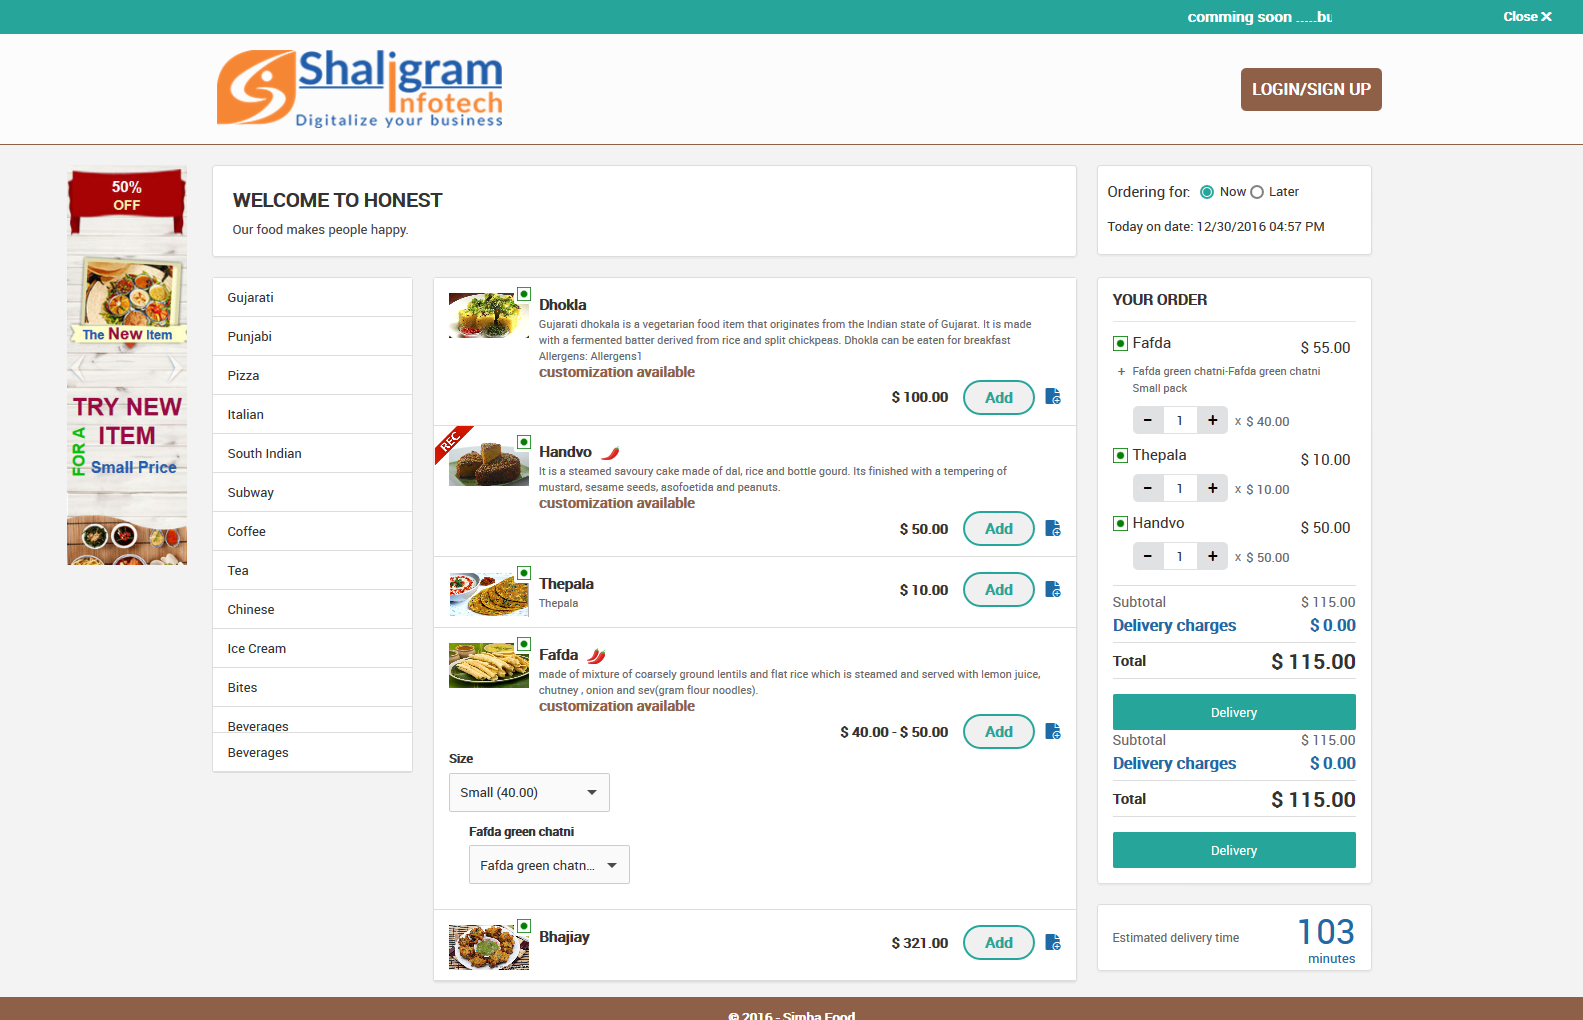 comming soon .....bu
Close ✕
Shaligram
Infotech
Digitalize your business
LOGIN/SIGN UP
50%
OFF
The New Item
TRY NEW
ITEM
FOR A
Small Price
WELCOME TO HONEST
Our food makes people happy.
Ordering for: Now Later
Today on date: 12/30/2016 04:57 PM
Gujarati
Punjabi
Pizza
Italian
South Indian
Subway
Coffee
Tea
Chinese
Ice Cream
Bites
Beverages
Beverages
Dhokla
Gujarati dhokala is a vegetarian food item that originates from the Indian state of Gujarat. It is made
with a fermented batter derived from rice and split chickpeas. Dhokla can be eaten for breakfast
Allergens: Allergens1
customization available
$ 100.00 Add
REC
Handvo
It is a steamed savoury cake made of dal, rice and bottle gourd. Its finished with a tempering of
mustard, sesame seeds, asofoetida and peanuts.
customization available
$ 50.00 Add
Thepala
Thepala
$ 10.00 Add
Fafda
made of mixture of coarsely ground lentils and flat rice which is steamed and served with lemon juice,
chutney , onion and sev(gram flour noodles).
customization available
$ 40.00 - $ 50.00 Add
Size
Small (40.00)
Fafda green chatni
Fafda green chatn...
Bhajiay
$ 321.00 Add
YOUR ORDER
Fafda $ 55.00
+ Fafda green chatni-Fafda green chatni
Small pack
- 1 + x $ 40.00
Thepala $ 10.00
- 1 + x $ 10.00
Handvo $ 50.00
- 1 + x $ 50.00
Subtotal $ 115.00
Delivery charges $ 0.00
Total $ 115.00
Delivery
Subtotal $ 115.00
Delivery charges $ 0.00
Total $ 115.00
Delivery
Estimated delivery time 103
minutes
© 2016 - Simba Food